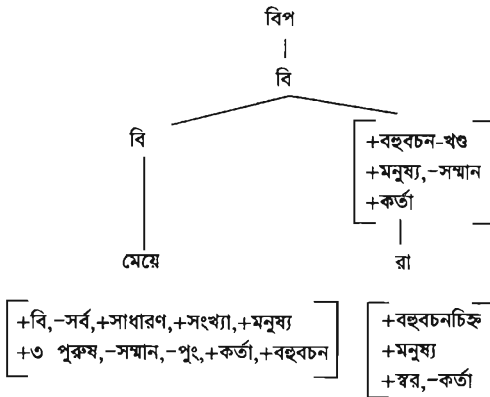 বিপ
বি
বি
+বহুবচন-খণ্ড
+মনুষ্য,-সম্মান
+কর্তা
মেয়ে
রা
+বি,-সর্ব,+সাধারণ,+সংখ্যা,+মনুষ্য
+৩ পুরুষ,-সম্মান,-পুং,+কর্তা,+বহুবচন
+বহুবচনচিহ্ন
+মনুষ্য
+স্বর,-কর্তা